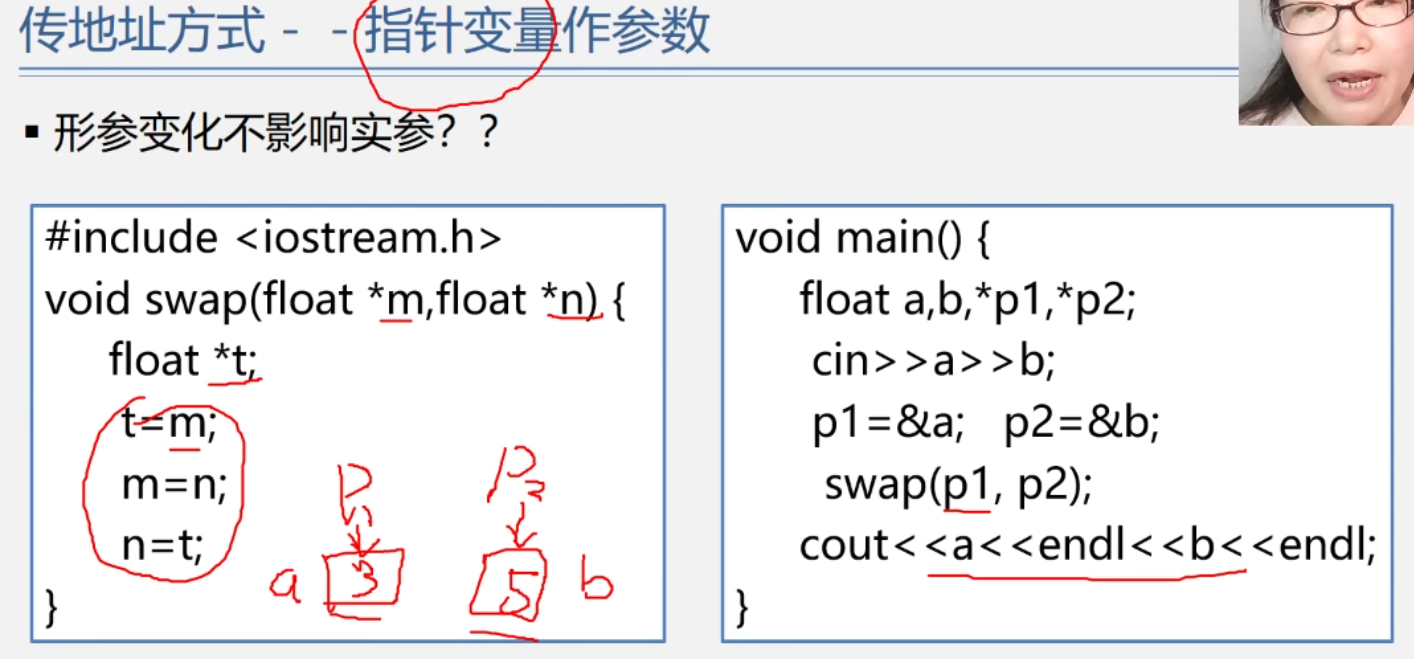 传地址方式- -指针变量作参数
▪ 形参变化不影响实参？？
#include <iostream.h>
void swap(float *m,float *n) {
float *t;
t=m;
m=n;
n=t;
}
void main() {
float a,b,*p1,*p2;
cin>>a>>b;
p1=&a; p2=&b;
swap(p1, p2);
cout<<a<<endl<<b<<endl;
}
P1 P2
a 3 5 b